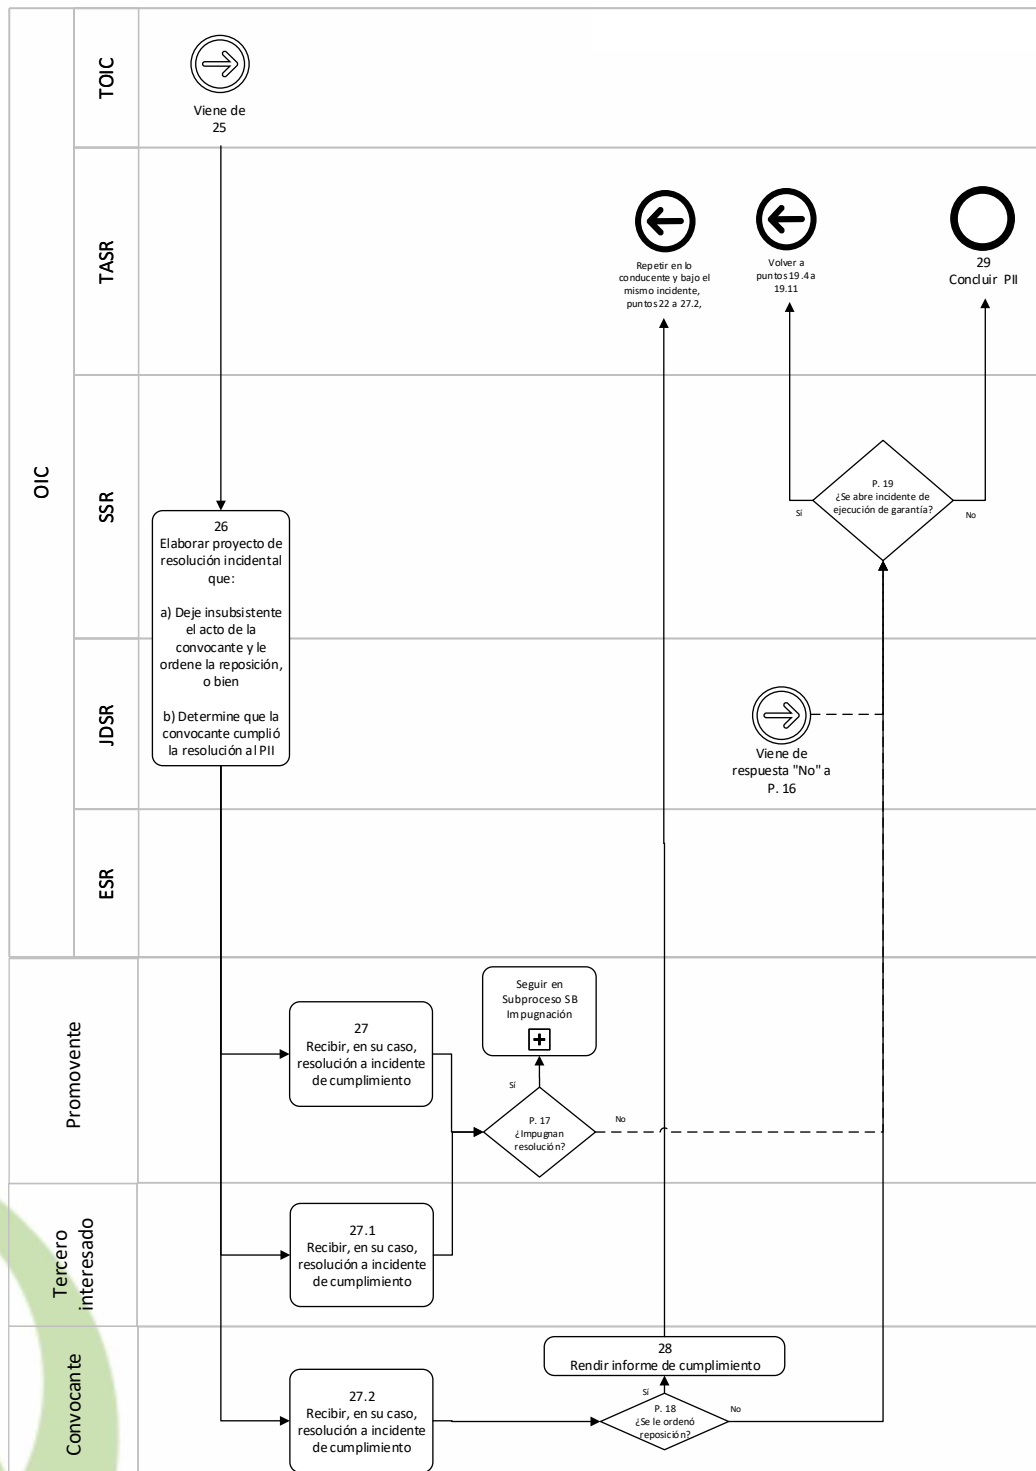 OIC
TOIC
Viene de
25
TASR
Repetir en lo
conducente y bajo el
mismo incidente,
puntos 22 a 27.2,
Volver a
puntos 19.4 a
19.11
29
Concluir PII
SSR
P. 19
¿Se abre incidente de
ejecución de garantía?
Sí
No
26
Elaborar proyecto de
resolución incidental
que:
a) Deje insubsistente
el acto de la
convocante y le
ordene la reposición,
o bien
b) Determine que la
convocante cumplió
la resolución al PII
JDSR
Viene de
respuesta "No" a
P. 16
ESR
Promovente
Seguir en
Subproceso SB
Impugnación
27
Recibir, en su caso,
resolución a incidente
de cumplimiento
Sí
P. 17
¿Impugnan
resolución?
No
Tercero
interesado
27.1
Recibir, en su caso,
resolución a incidente
de cumplimiento
Convocante
28
Rendir informe de cumplimiento
27.2
Recibir, en su caso,
resolución a incidente
de cumplimiento
Sí
P. 18
¿Se le ordenó
reposición?
No